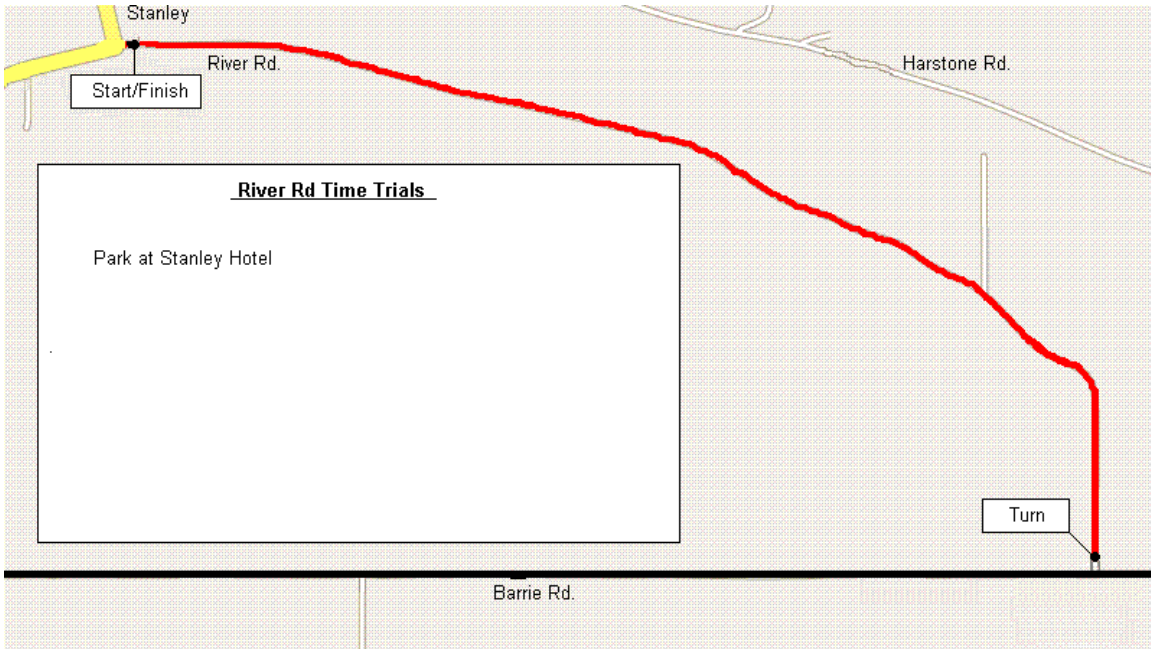 Stanley
River Rd.
Harstone Rd.
Start/Finish
River Rd Time Trials
Park at Stanley Hotel
Turn
Barrie Rd.